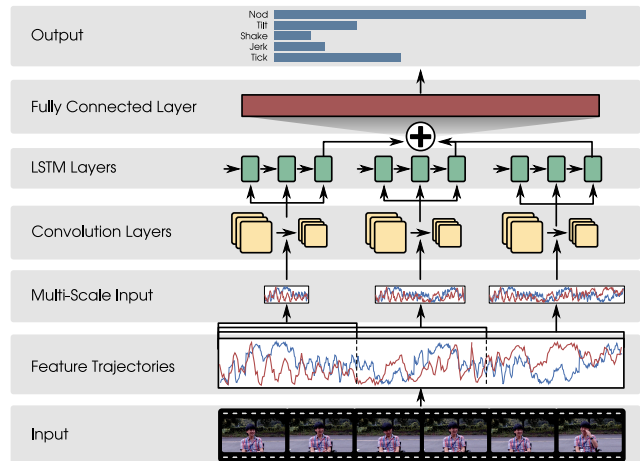 Output
Nod
Tilt
Shake
Jerk
Tick
Fully Connected Layer
LSTM Layers
Convolution Layers
Multi-Scale Input
Feature Trajectories
Input